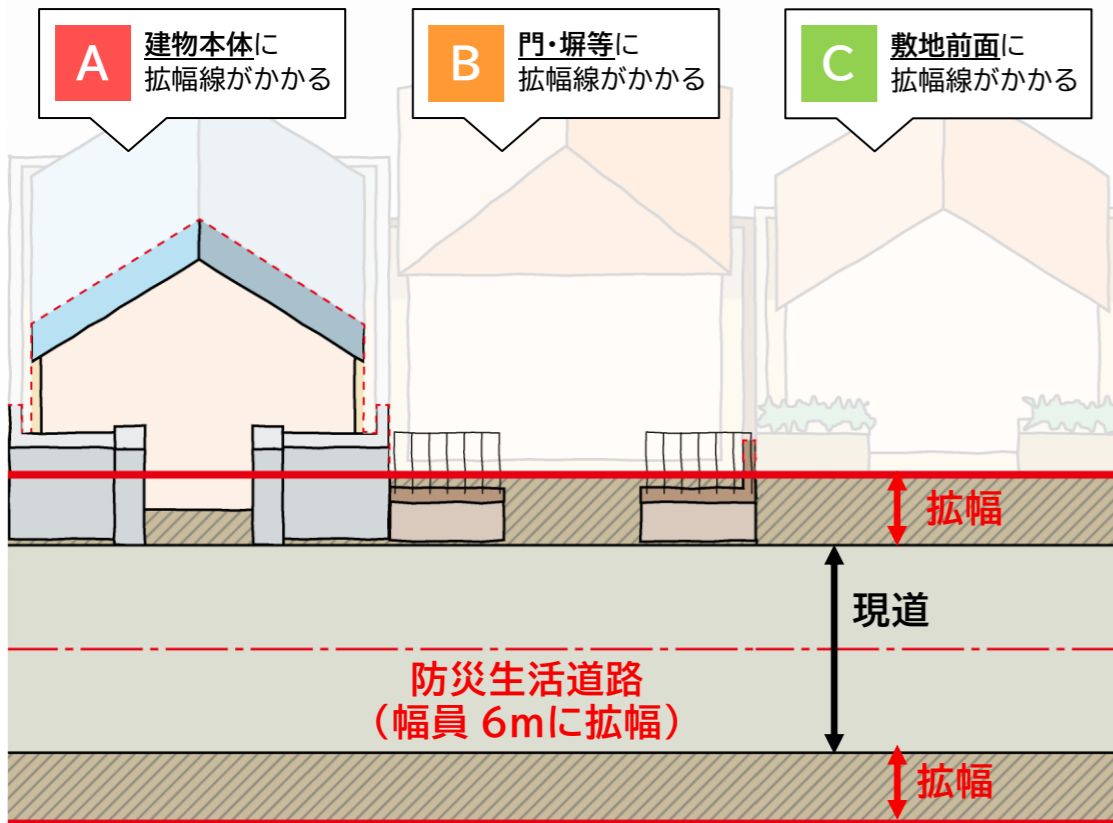 A
建物本体に
拡幅線がかかる
B
門・塀等に
拡幅線がかかる
C
敷地前面に
拡幅線がかかる
拡幅
現道
防災生活道路
（幅員 6mに拡幅）
拡幅